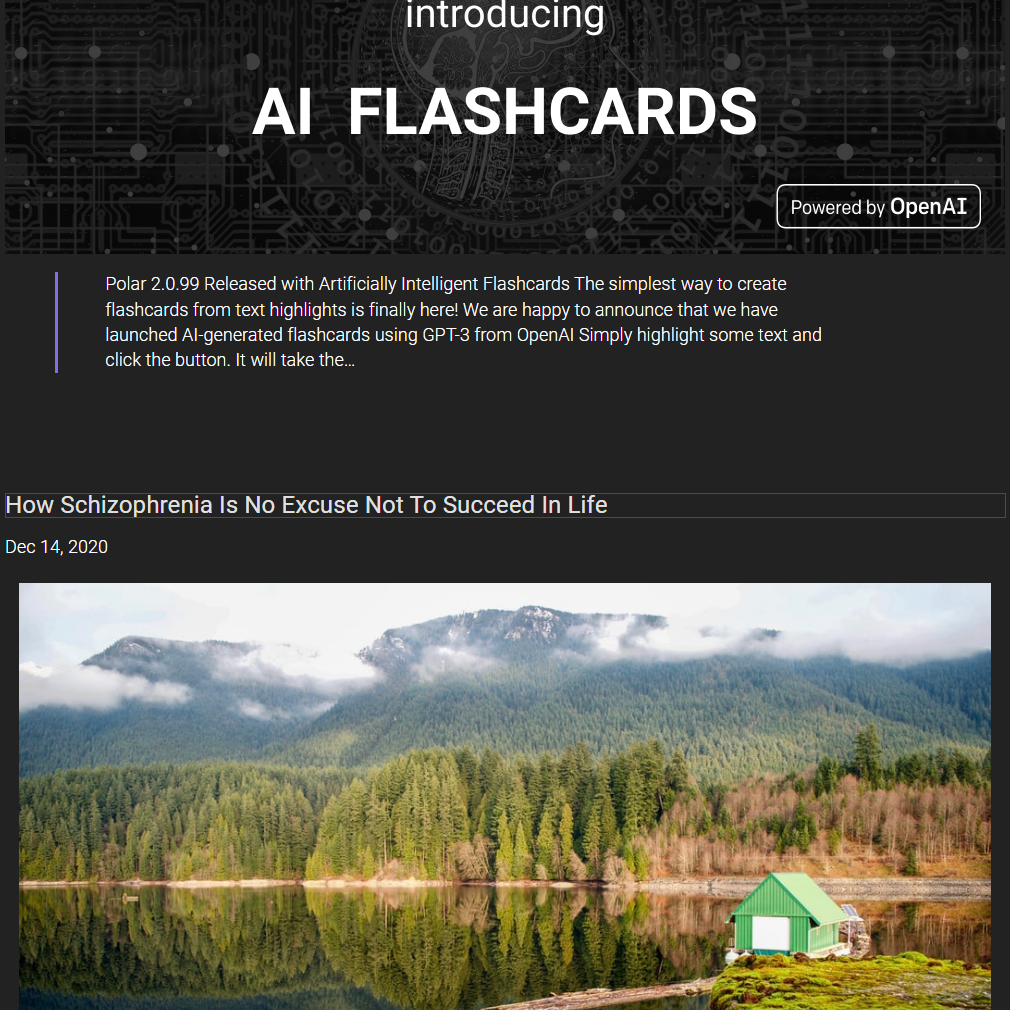 introducing
AI FLASHCARDS
Powered by OpenAI
Polar 2.0.99 Released with Artificially Intelligent Flashcards The simplest way to create
flashcards from text highlights is finally here! We are happy to announce that we have
launched AI-generated flashcards using GPT-3 from OpenAI Simply highlight some text and
click the button. It will take the…
How Schizophrenia Is No Excuse Not To Succeed In Life
Dec 14, 2020